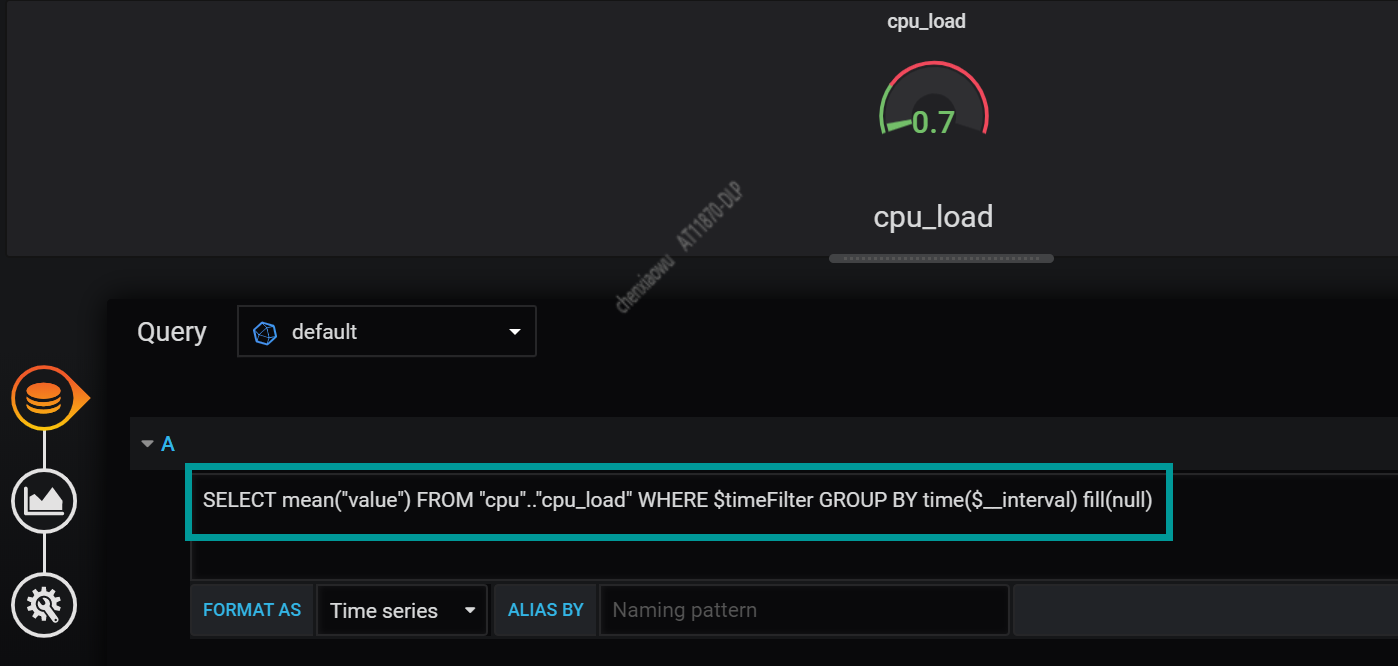 cpu_load
0.7
cpu_load
chenxiaowu AT11870-DLP
Query default
A
SELECT mean("value") FROM "cpu".."cpu_load" WHERE $timeFilter GROUP BY time($__interval) fill(null)
FORMAT AS Time series ALIAS BY Naming pattern